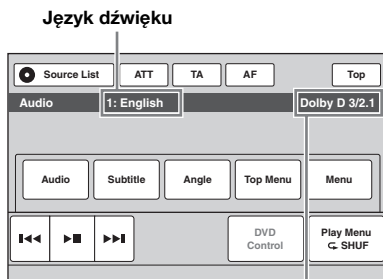 Język dźwięku
Source List ATT TA AF Top
Audio 1: English Dolby D 3/2.1
Audio Subtitle Angle Top Menu Menu
DVD Control Play Menu SHUF